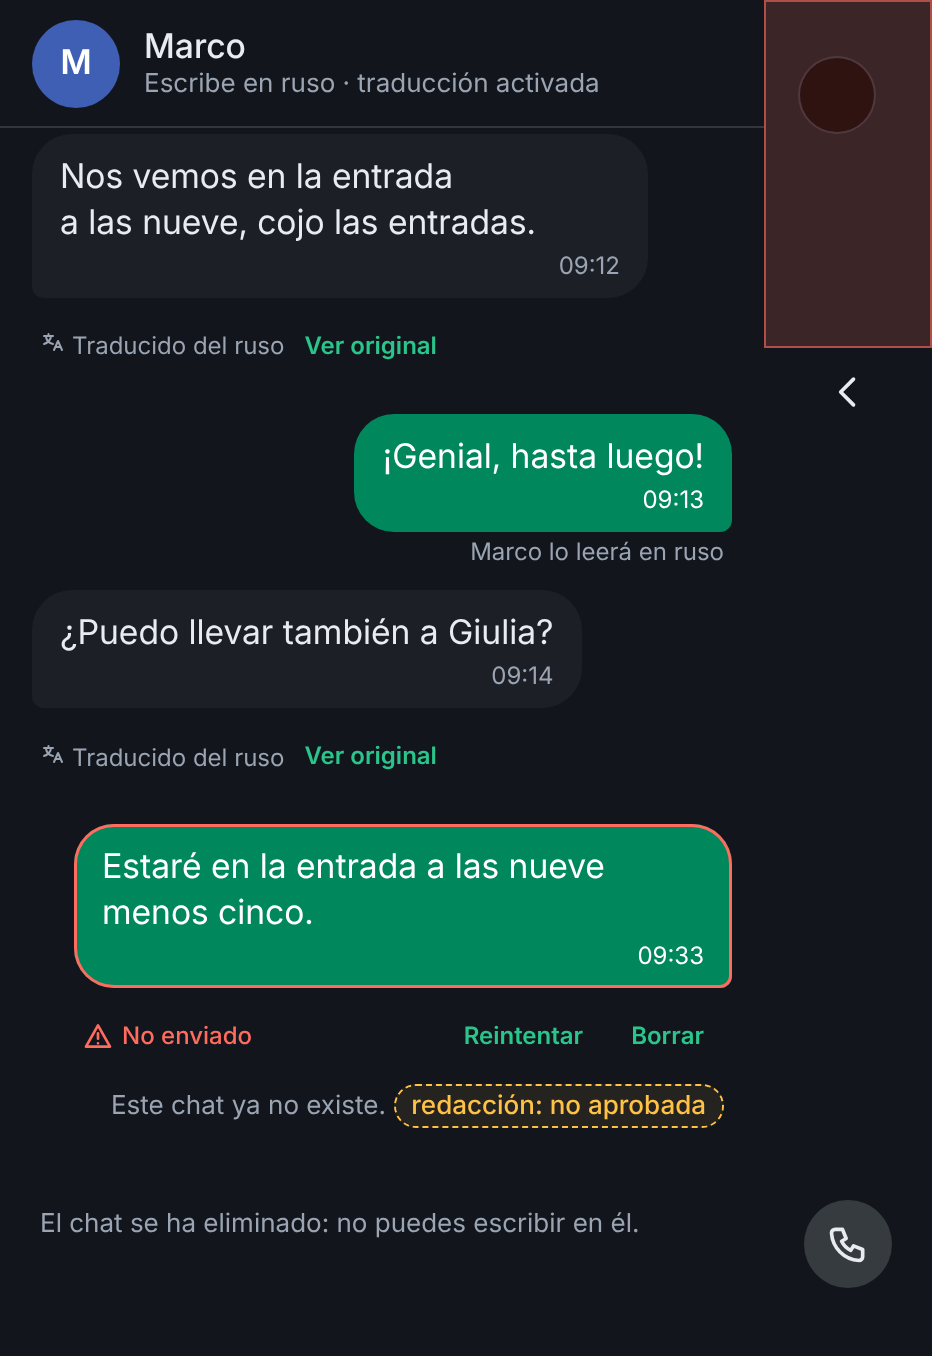 M
Marco
Escribe en ruso · traducción activada
Nos vemos en la entrada
a las nueve, cojo las entradas.
09:12
Traducido del ruso Ver original
¡Genial, hasta luego!
09:13
Marco lo leerá en ruso
¿Puedo llevar también a Giulia?
09:14
Traducido del ruso Ver original
Estaré en la entrada a las nueve
menos cinco.
09:33
No enviado Reintentar Borrar
Este chat ya no existe. redacción: no aprobada
El chat se ha eliminado: no puedes escribir en él.